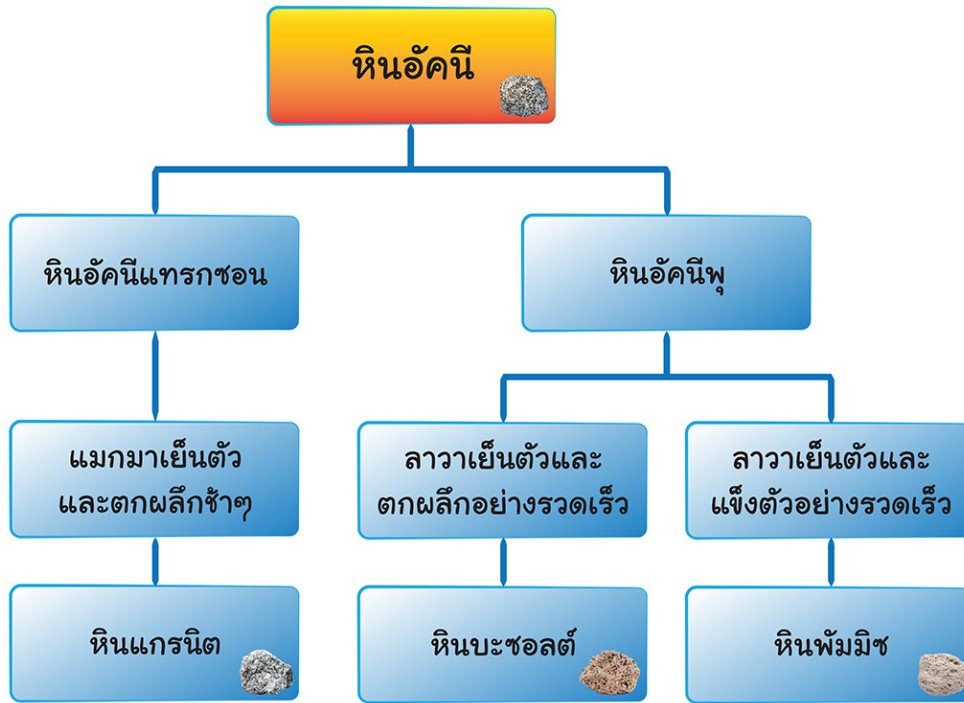 หินอัคนี
หินอัคนีแทรกซอน
หินอัคนีพุ
แมกมาเย็นตัว
และตกผลึกช้าๆ
ลาวาเย็นตัวและ
ตกผลึกอย่างรวดเร็ว
ลาวาเย็นตัวและ
แข็งตัวอย่างรวดเร็ว
หินแกรนิต
หินบะซอลต์
หินพัมมิซ